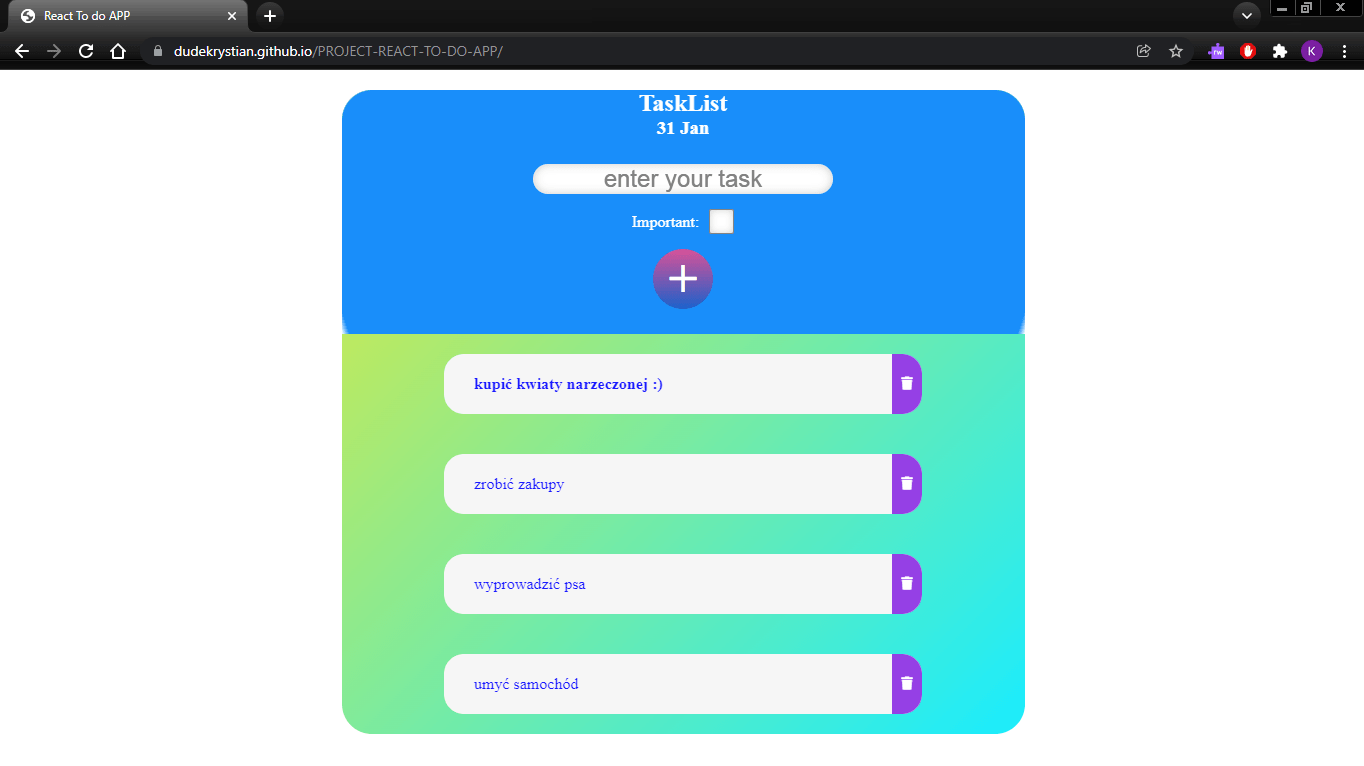 React To do APP
dudekrystian.github.io/PROJECT-REACT-TO-DO-APP/
rw
K
TaskList
31 Jan
enter your task
Important:
kupić kwiaty narzeczonej :)
zrobić zakupy
wyprowadzić psa
umyć samochód